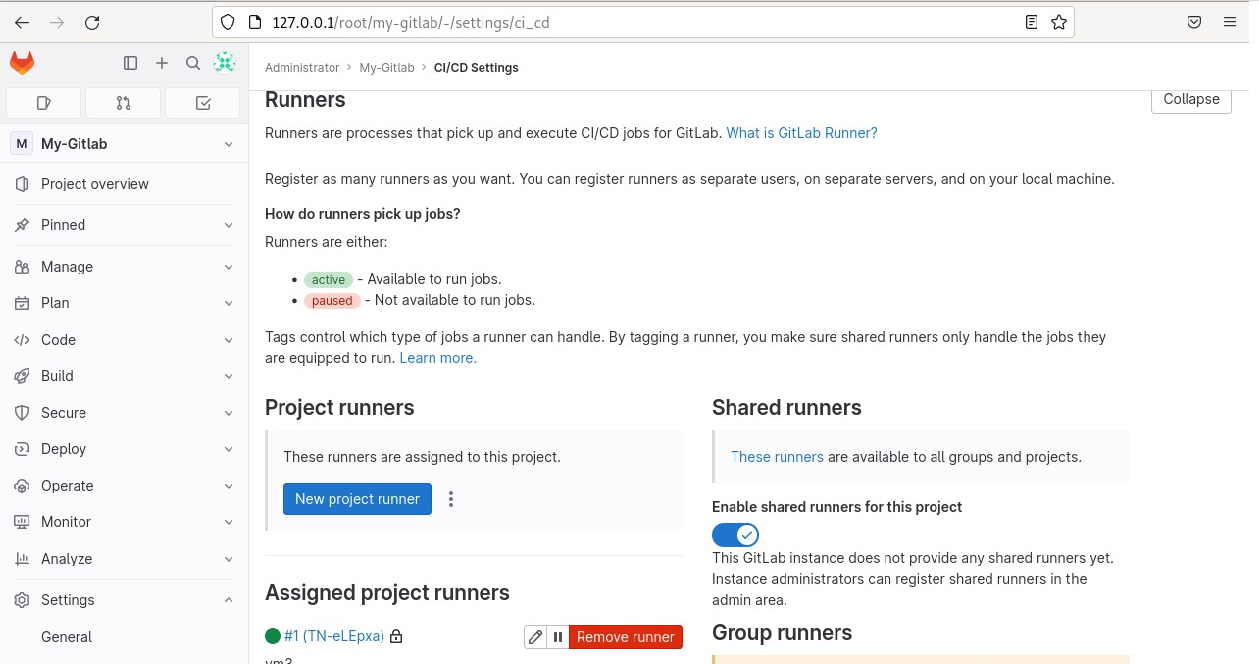 127.0.0.1/root/my-gitlab/-/settings/ci_cd
Administrator > My-Gitlab > CI/CD Settings
M My-Gitlab
Project overview
Pinned
Manage
Plan
Code
Build
Secure
Deploy
Operate
Monitor
Analyze
Settings
General
Runners
Collapse
Runners are processes that pick up and execute CI/CD jobs for GitLab. What is GitLab Runner?
Register as many runners as you want. You can register runners as separate users, on separate servers, and on your local machine.
How do runners pick up jobs?
Runners are either:
• active - Available to run jobs.
• paused - Not available to run jobs.
Tags control which type of jobs a runner can handle. By tagging a runner, you make sure shared runners only handle the jobs they
are equipped to run. Learn more.
Project runners
These runners are assigned to this project.
New project runner
Assigned project runners
#1 (TN-eLEpxa)
Remove runner
vm3
Shared runners
These runners are available to all groups and projects.
Enable shared runners for this project
This GitLab instance does not provide any shared runners yet.
Instance administrators can register shared runners in the
admin area.
Group runners